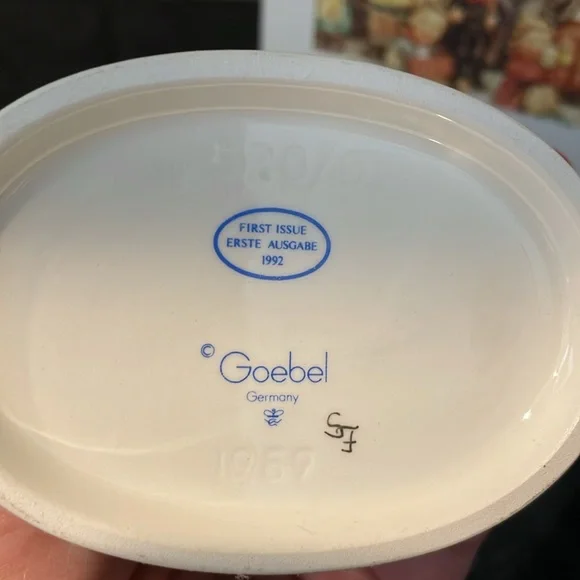 FIRST ISSUE
ERSTE AUSGABE
1992
© Goebel
Germany